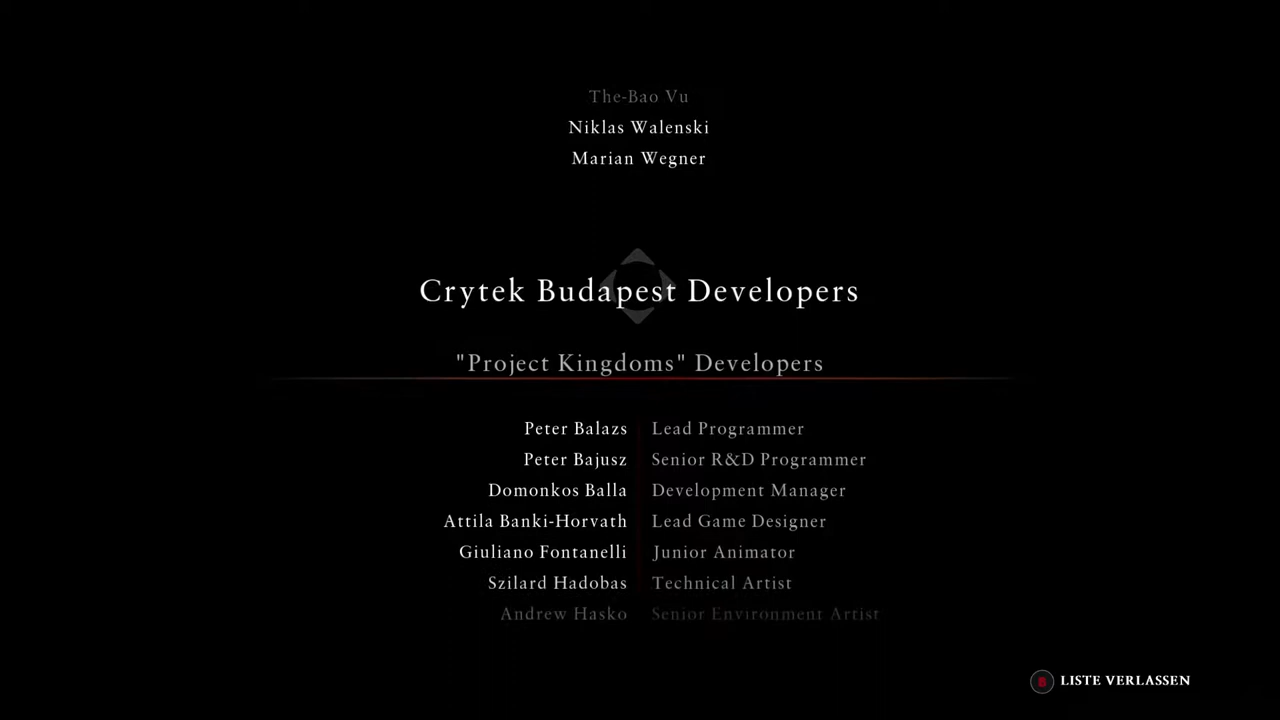 The-Bao Vu
Niklas Walenski
Marian Wegner
Crytek Budapest Developers
"Project Kingdoms" Developers
Peter Balazs Lead Programmer
Peter Bajusz Senior R&D Programmer
Domonkos Balla Development Manager
Attila Banki-Horvath Lead Game Designer
Giuliano Fontanelli Junior Animator
Szilard Hadobas Technical Artist
Andrew Hasko Senior Environment Artist
B LISTE VERLASSEN